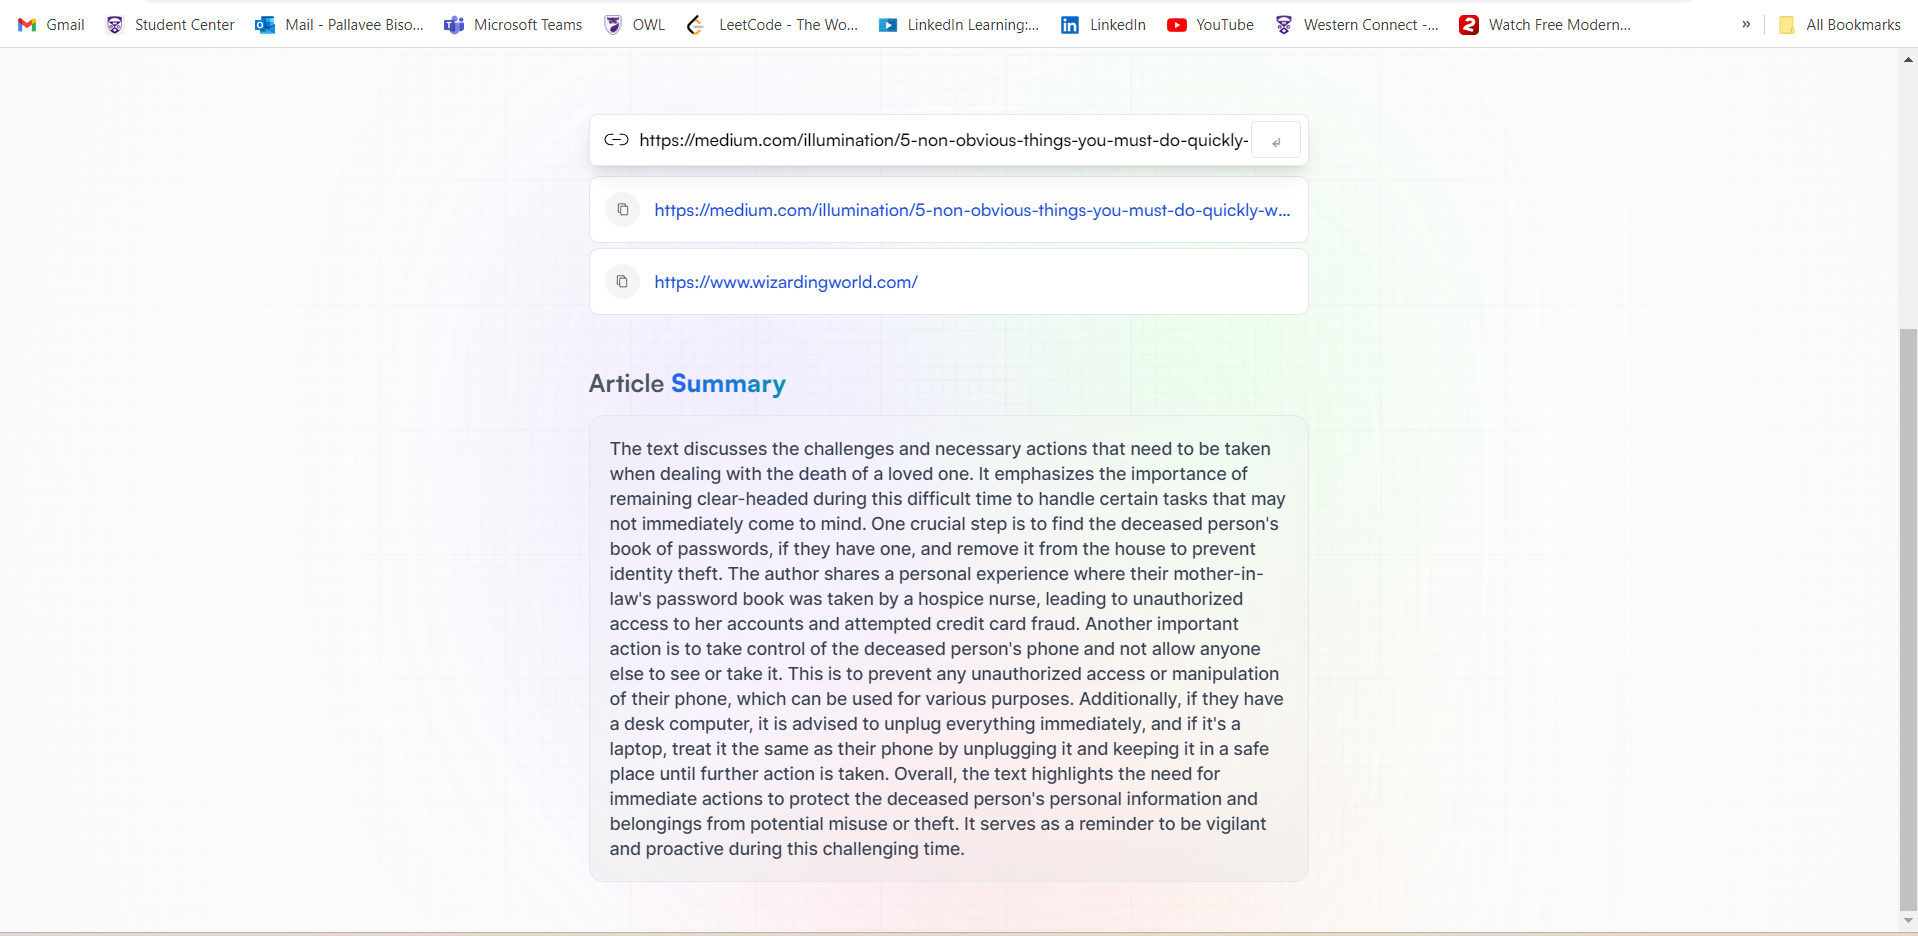 Gmail
Student Center
Mail - Pallavee Biso...
Microsoft Teams
OWL
LeetCode - The Wo...
LinkedIn Learning:...
LinkedIn
YouTube
Western Connect -...
Watch Free Modern...
»
All Bookmarks
https://medium.com/illumination/5-non-obvious-things-you-must-do-quickly-
https://medium.com/illumination/5-non-obvious-things-you-must-do-quickly-w...
https://www.wizardingworld.com/
Article Summary
The text discusses the challenges and necessary actions that need to be taken
when dealing with the death of a loved one. It emphasizes the importance of
remaining clear-headed during this difficult time to handle certain tasks that may
not immediately come to mind. One crucial step is to find the deceased person's
book of passwords, if they have one, and remove it from the house to prevent
identity theft. The author shares a personal experience where their mother-in-
law's password book was taken by a hospice nurse, leading to unauthorized
access to her accounts and attempted credit card fraud. Another important
action is to take control of the deceased person's phone and not allow anyone
else to see or take it. This is to prevent any unauthorized access or manipulation
of their phone, which can be used for various purposes. Additionally, if they have
a desk computer, it is advised to unplug everything immediately, and if it's a
laptop, treat it the same as their phone by unplugging it and keeping it in a safe
place until further action is taken. Overall, the text highlights the need for
immediate actions to protect the deceased person's personal information and
belongings from potential misuse or theft. It serves as a reminder to be vigilant
and proactive during this challenging time.